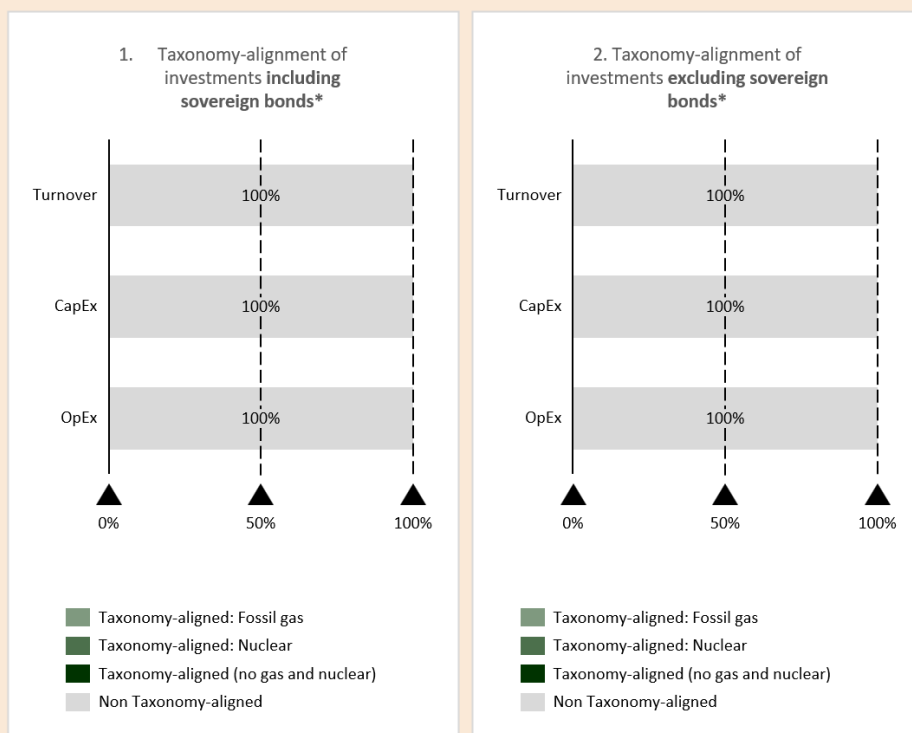 1. Taxonomy-alignment of
investments including
sovereign bonds*
Turnover
100%
CapEx
100%
OpEx
100%
0%
50%
100%
Taxonomy-aligned: Fossil gas
Taxonomy-aligned: Nuclear
Taxonomy-aligned (no gas and nuclear)
Non Taxonomy-aligned
2. Taxonomy-alignment of
investments excluding sovereign
bonds*
Turnover
100%
CapEx
100%
OpEx
100%
0%
50%
100%
Taxonomy-aligned: Fossil gas
Taxonomy-aligned: Nuclear
Taxonomy-aligned (no gas and nuclear)
Non Taxonomy-aligned